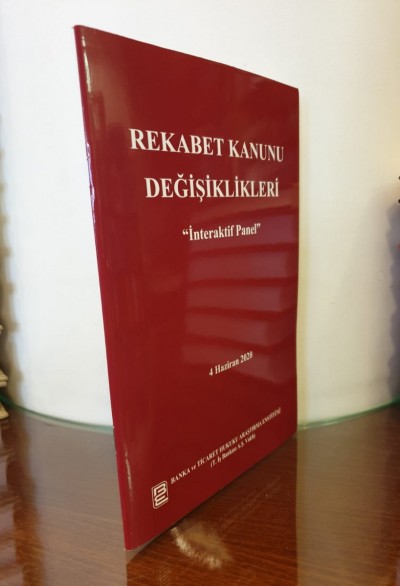 REKABET KANUNU
DEĞİŞİKLİKLERİ
“İnteraktif Panel”
4 Haziran 2020
BANKA ve TİCARET HUKUKU ARAŞTIRMA ENSTİTÜSÜ
(T. İş Bankası A.Ş. Vakfı)